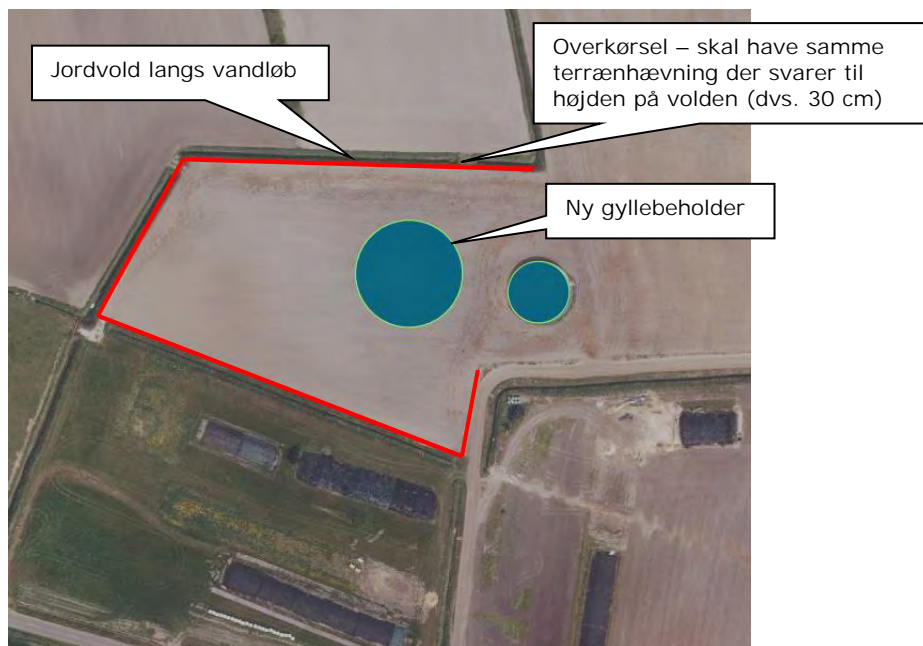 Jordvold langs vandløb
Overkørsel – skal have samme
terrænhævning der svarer til
højden på volden (dvs. 30 cm)
Ny gyllebeholder